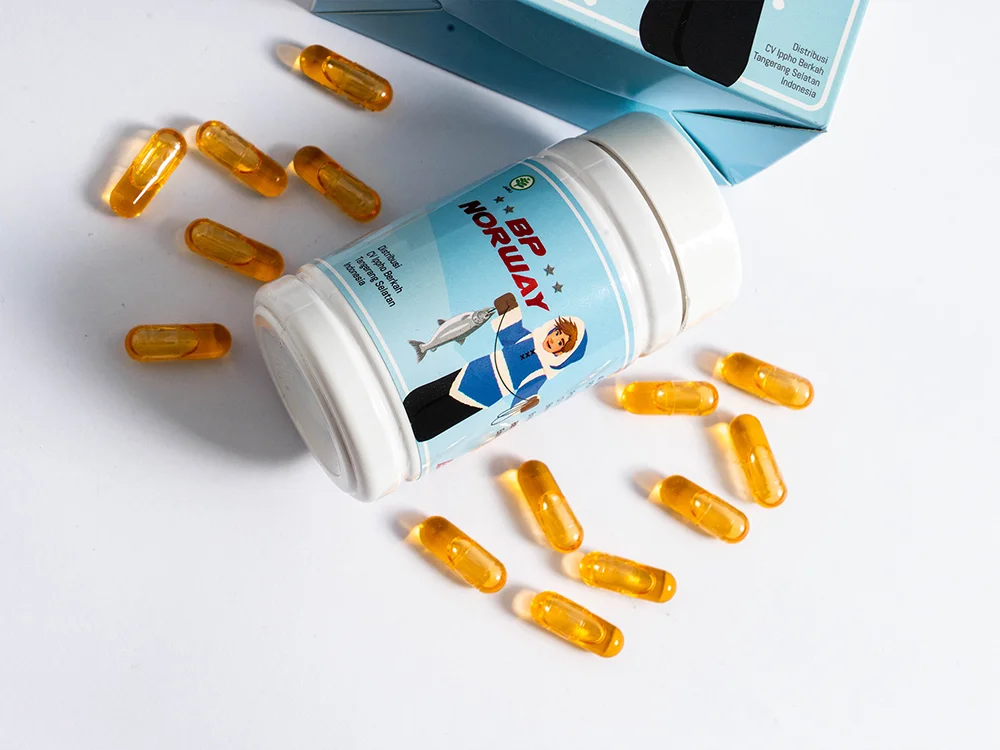 Distribusi
CV Ippho Berkah
Tangerang Selatan
Indonesia
BP
NORWAY
Distribusi
CV Ippho Berkah
Tangerang Selatan
Indonesia